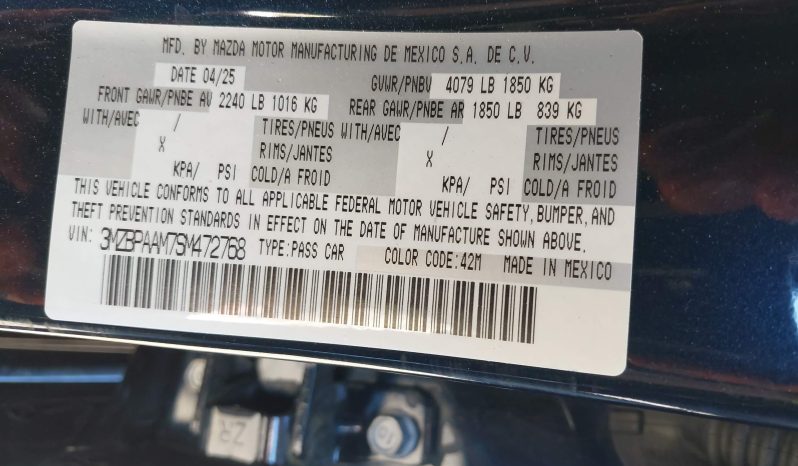 MFD. BY MAZDA MOTOR MANUFACTURING DE MEXICO S.A. DE C.V.
DATE 04/25 GVWR/PNBV 4079 LB 1850 KG
FRONT GAWR/PNBE AV 2240 LB 1016 KG REAR GAWR/PNBE AR 1850 LB 839 KG
WITH/AVEC / TIRES/PNEUS WITH/AVEC / TIRES/PNEUS
X RIMS/JANTES X RIMS/JANTES
KPA/ PSI COLD/A FROID KPA/ PSI COLD/A FROID
THIS VEHICLE CONFORMS TO ALL APPLICABLE FEDERAL MOTOR VEHICLE SAFETY, BUMPER, AND
THEFT PREVENTION STANDARDS IN EFFECT ON THE DATE OF MANUFACTURE SHOWN ABOVE.
VIN: 3MZBPAAM7SM472768 TYPE:PASS CAR COLOR CODE:42M MADE IN MEXICO
ZR